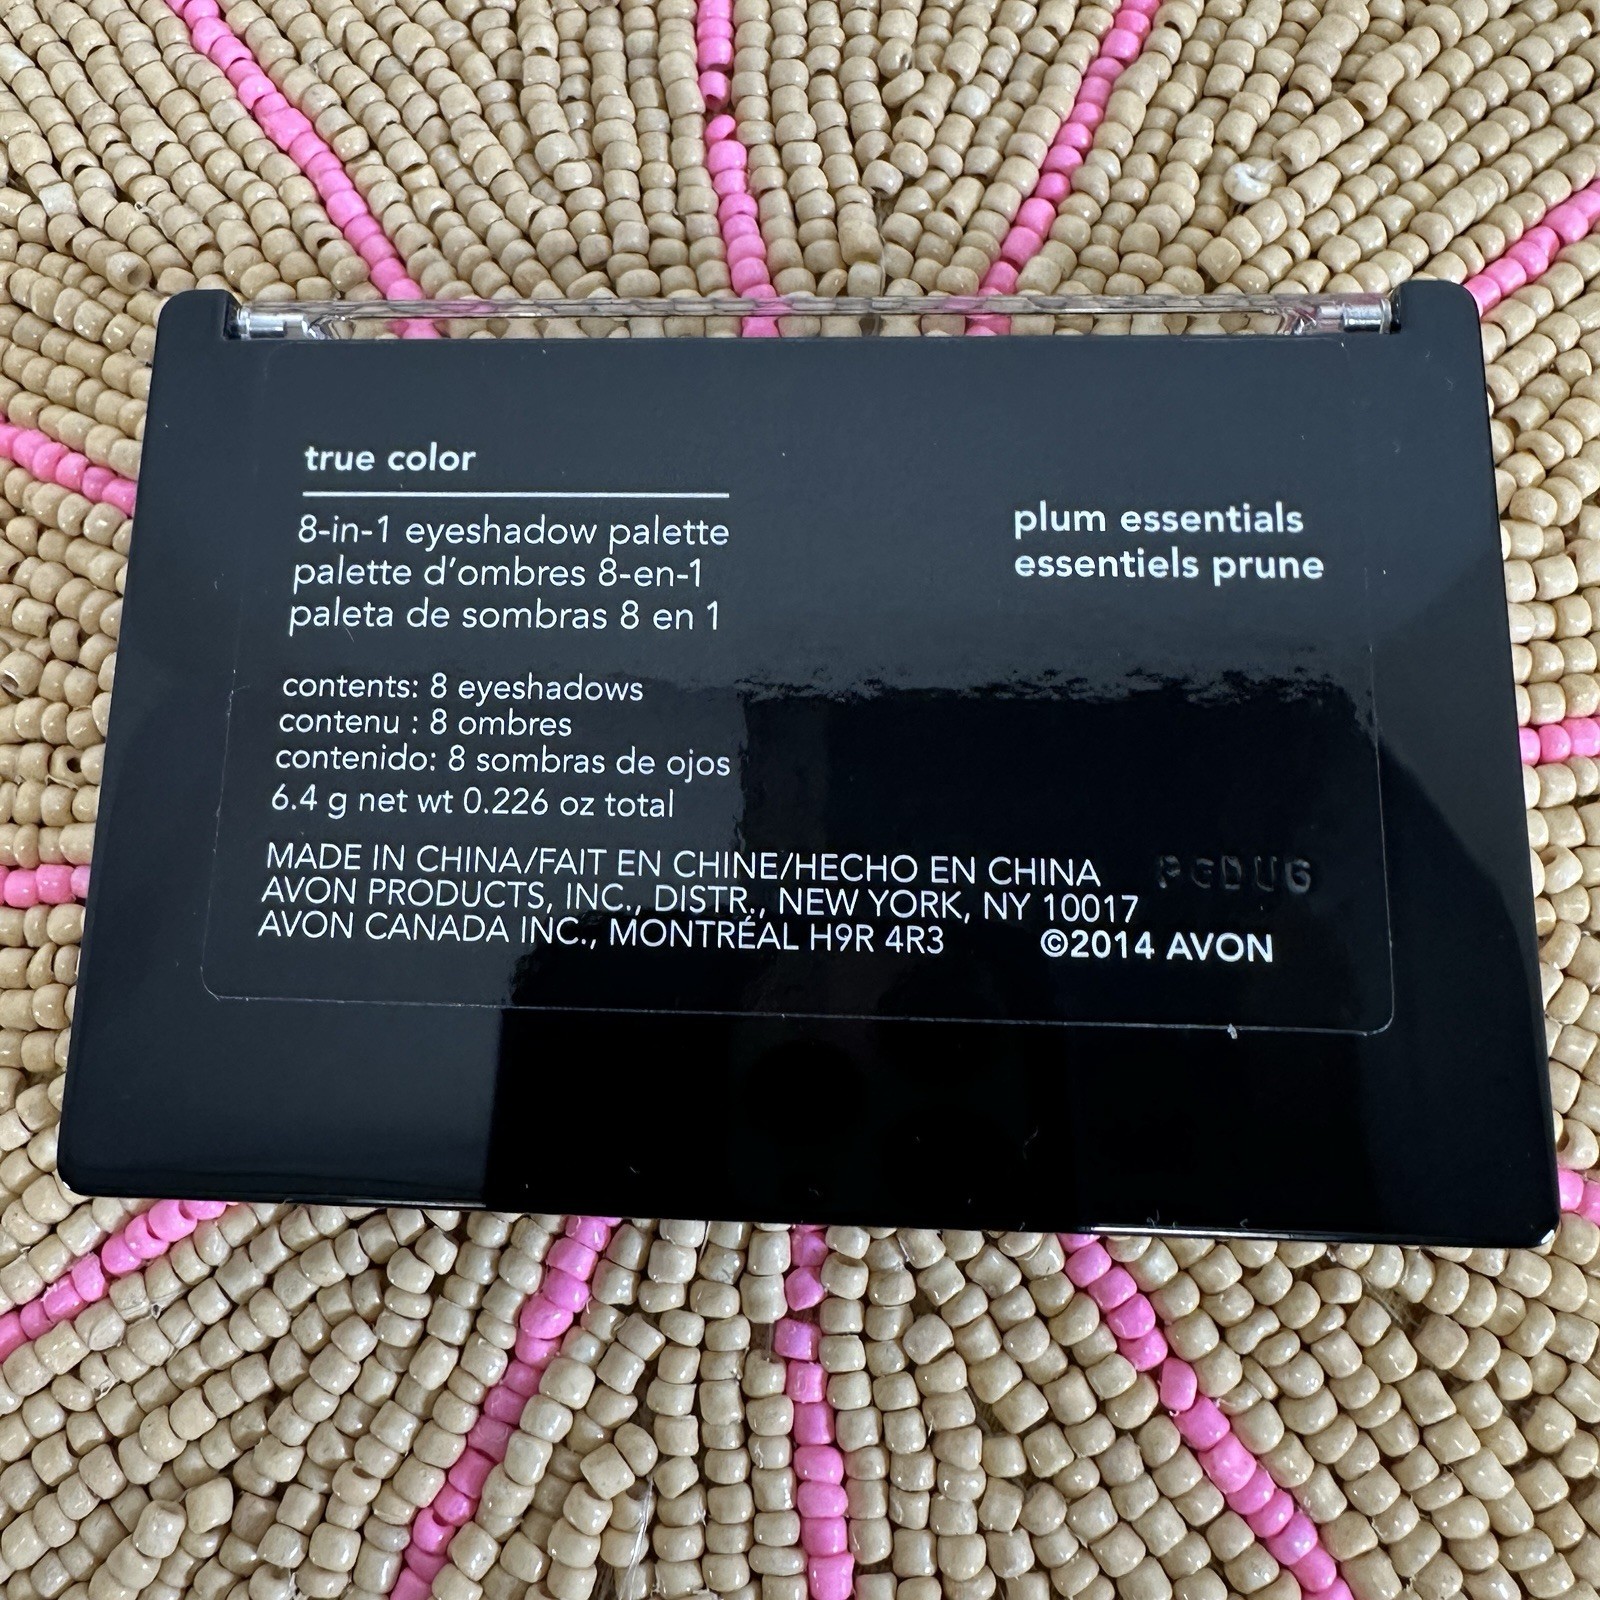 true color
8-in-1 eyeshadow palette
palette d'ombres 8-en-1
paleta de sombras 8 en 1
plum essentials
essentiels prune
contents: 8 eyeshadows
contenu : 8 ombres
contenido: 8 sombras de ojos
6.4 g net wt 0.226 oz total
MADE IN CHINA/FAIT EN CHINE/HECHO EN CHINA
AVON PRODUCTS, INC., DISTR., NEW YORK, NY 10017
AVON CANADA INC., MONTRÉAL H9R 4R3
©2014 AVON